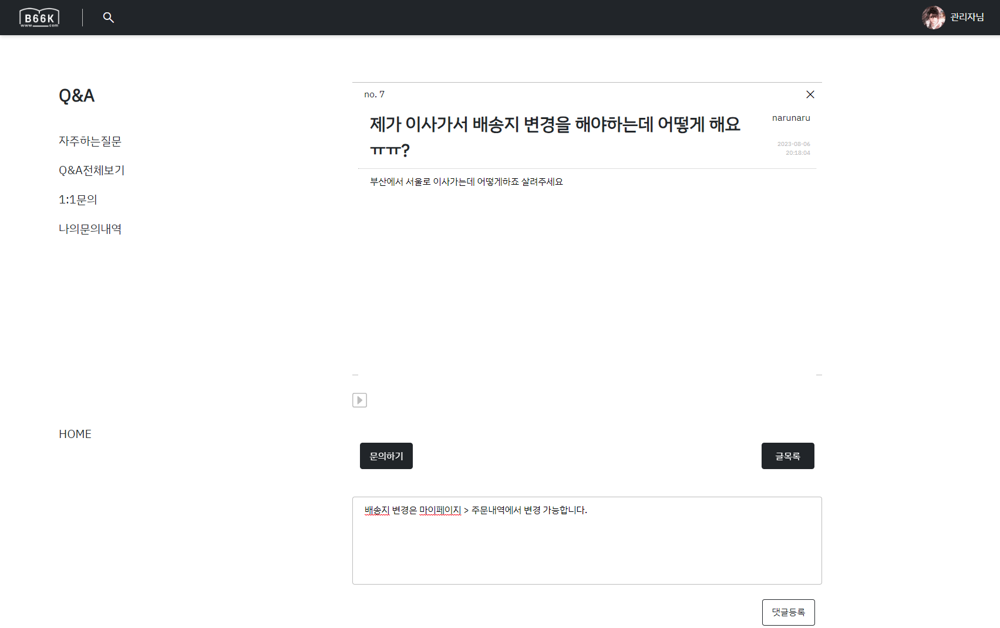 B66K
www.
.com
관리자님
Q&A
자주하는질문
Q&A전체보기
1:1문의
나의문의내역
HOME
no. 7
제가 이사가서 배송지 변경을 해야하는데 어떻게 해요
ㅠㅠ?
narunaru
2023-08-06
20:18:04
부산에서 서울로 이사가는데 어떻게하죠 살려주세요
문의하기
글목록
배송지 변경은 마이페이지 > 주문내역에서 변경 가능합니다.
댓글등록